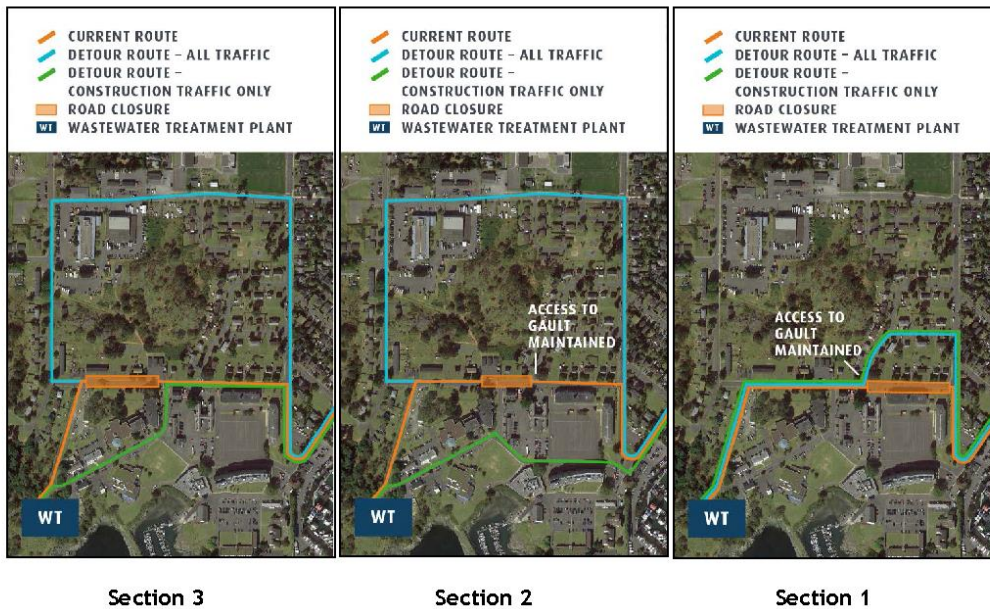 CURRENT ROUTE
DETOUR ROUTE – ALL TRAFFIC
DETOUR ROUTE –
CONSTRUCTION TRAFFIC ONLY
ROAD CLOSURE
WT WASTEWATER TREATMENT PLANT
WT
Section 3
CURRENT ROUTE
DETOUR ROUTE – ALL TRAFFIC
DETOUR ROUTE –
CONSTRUCTION TRAFFIC ONLY
ROAD CLOSURE
WT WASTEWATER TREATMENT PLANT
ACCESS TO
GAULT
MAINTAINED
WT
Section 2
CURRENT ROUTE
DETOUR ROUTE – ALL TRAFFIC
DETOUR ROUTE –
CONSTRUCTION TRAFFIC ONLY
ROAD CLOSURE
WT WASTEWATER TREATMENT PLANT
ACCESS TO
GAULT
MAINTAINED
WT
Section 1